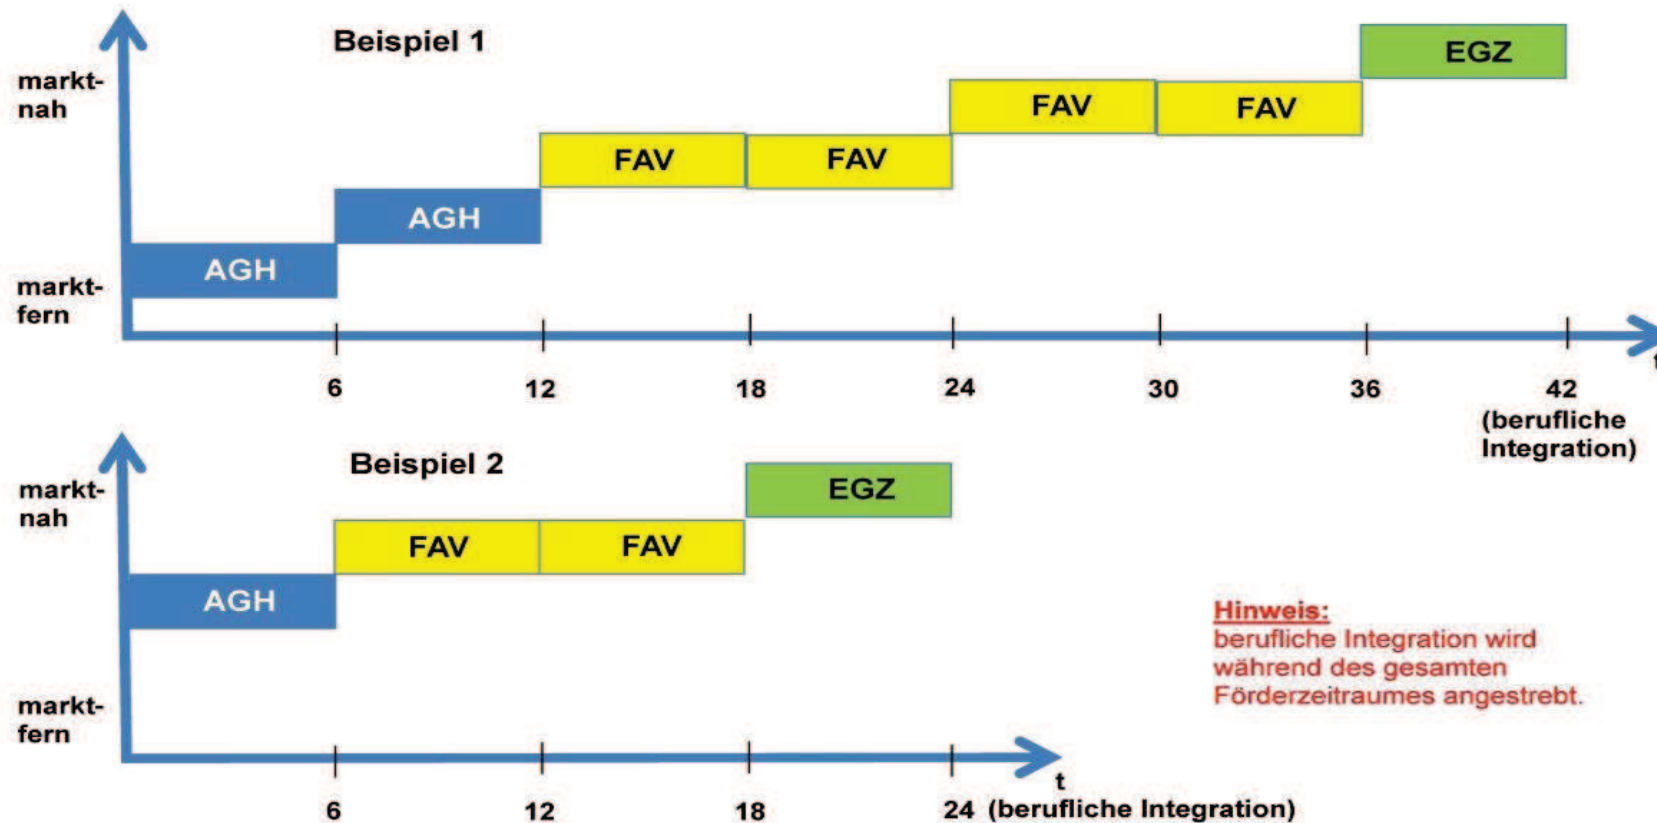 Beispiel 1
markt-
nah
EGZ
FAV
FAV
FAV
FAV
AGH
AGH
markt-
fern
t
6
12
18
24
30
36
42
(berufliche
Integration)
Beispiel 2
markt-
nah
EGZ
FAV
FAV
AGH
Hinweis:
berufliche Integration wird
während des gesamten
Förderzeitraumes angestrebt.
markt-
fern
t
6
12
18
24 (berufliche Integration)